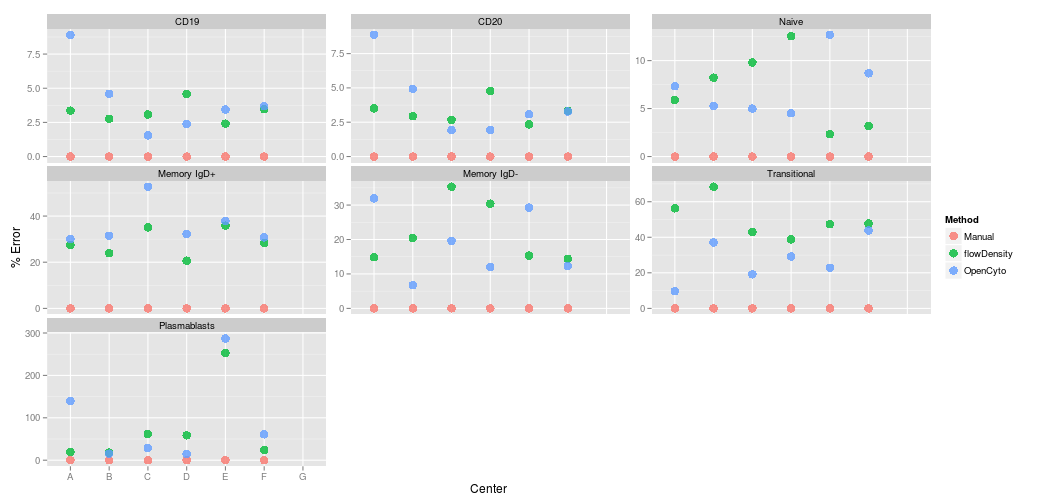 CD19 CD20 Naive
7.5
5.0
2.5
0.0
7.5
5.0
2.5
0.0
10
5
0
Memory IgD+ Memory IgD- Transitional
40
20
0
30
20
10
0
60
40
20
0
Plasmablasts
300
200
100
0
A B C D E F G
% Error
Center
Method
Manual
flowDensity
OpenCyto